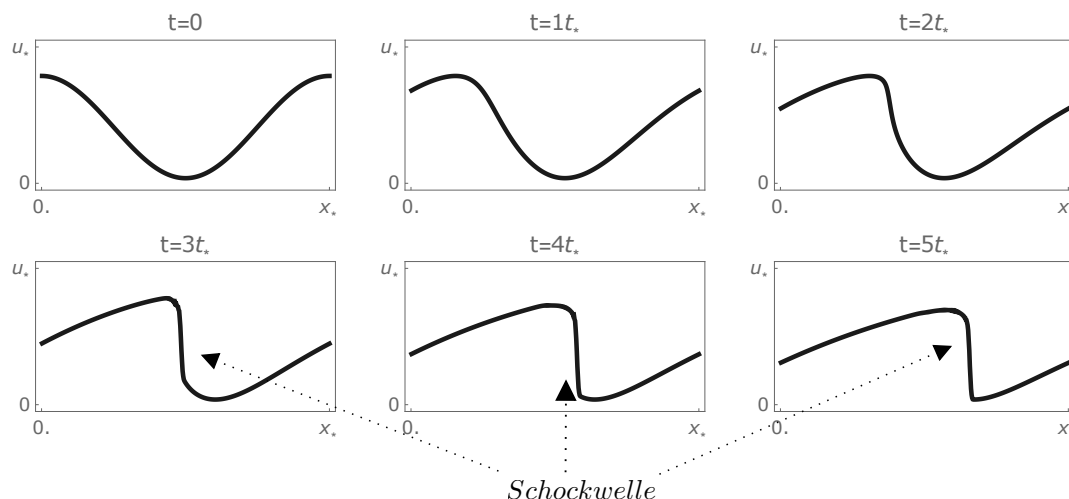 t=0 t=1t⋆ t=2t⋆
u⋆ u⋆ u⋆
0 0 0
0. x⋆ 0. x⋆ 0. x
t=3t⋆ t=4t⋆ t=5t⋆
u⋆ u⋆ u⋆
0 0 0
0. x⋆ 0. x⋆ 0. x
Schockwelle